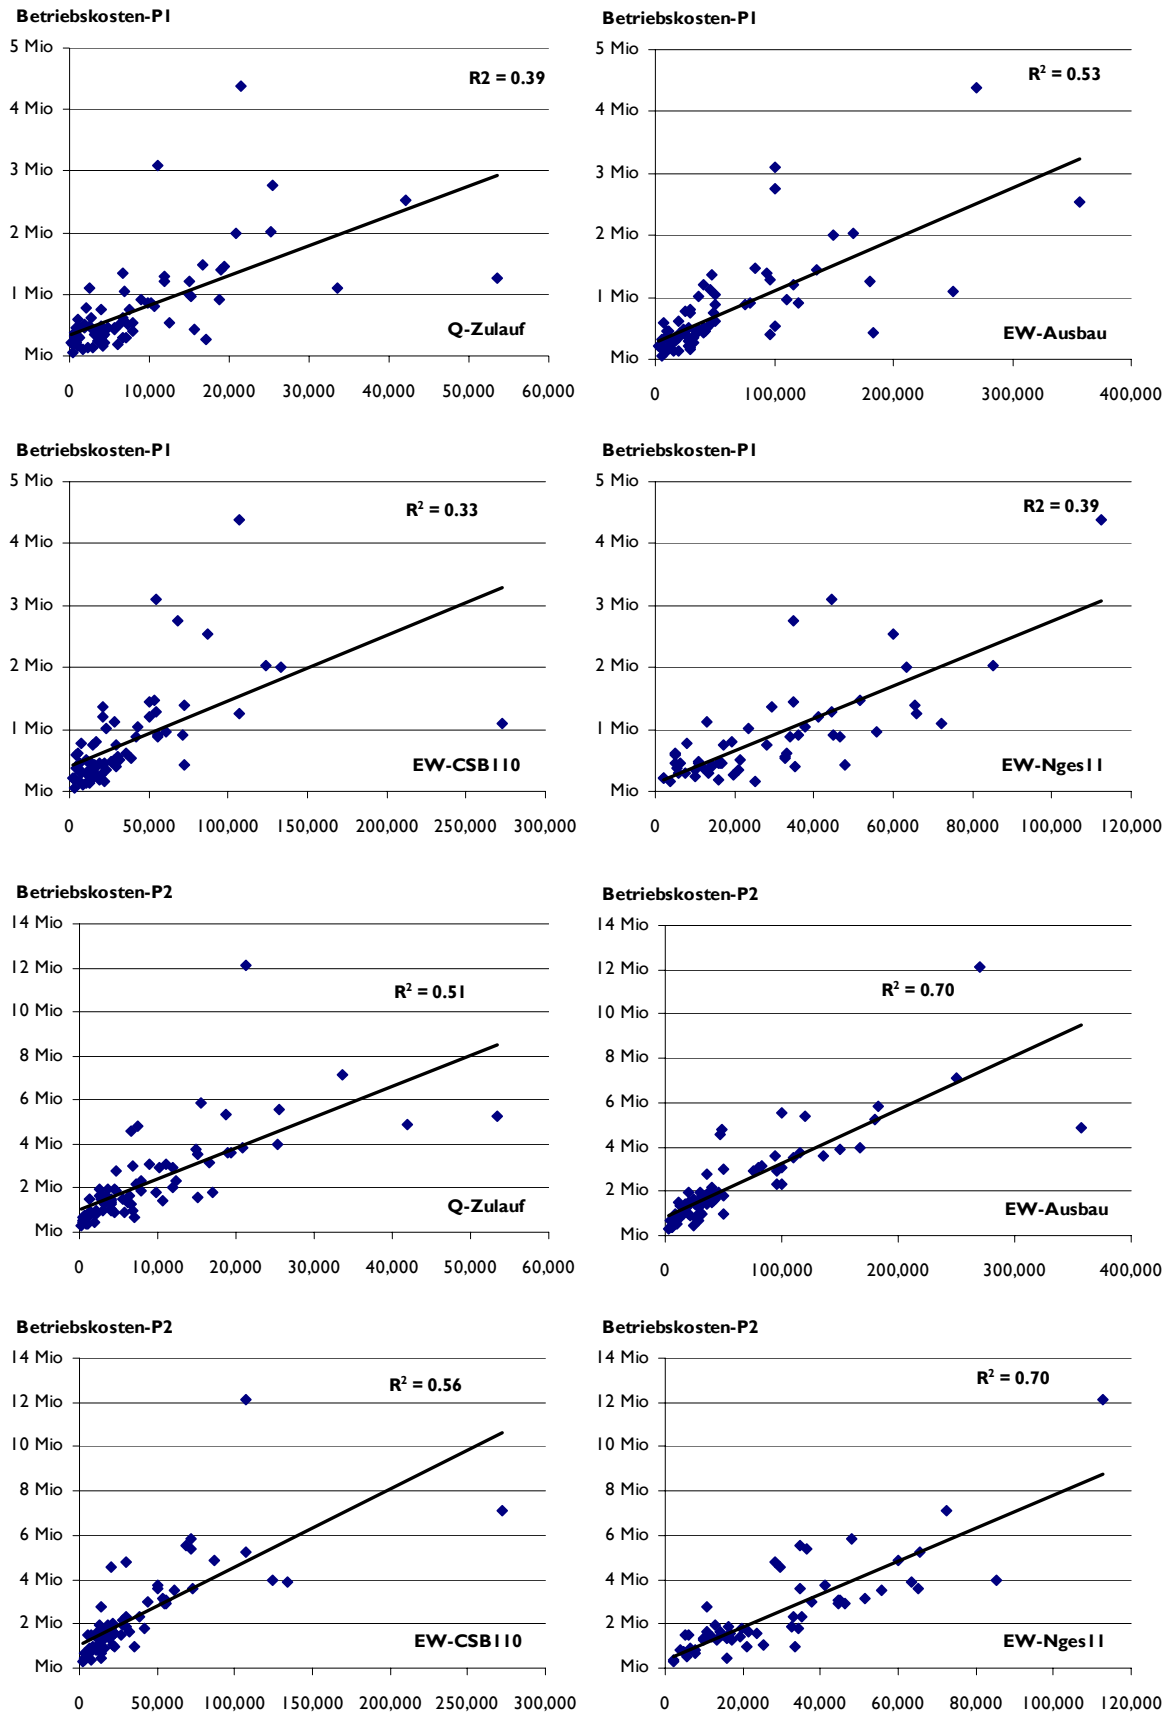 Betriebskosten-P1
5 Mio
4 Mio
3 Mio
2 Mio
1 Mio
Mio
R2 = 0.39
Q-Zulauf
0 10,000 20,000 30,000 40,000 50,000 60,000
Betriebskosten-P1
5 Mio
4 Mio
3 Mio
2 Mio
1 Mio
Mio
R² = 0.53
EW-Ausbau
0 100,000 200,000 300,000 400,000
Betriebskosten-P1
5 Mio
4 Mio
3 Mio
2 Mio
1 Mio
Mio
R² = 0.33
EW-CSB110
0 50,000 100,000 150,000 200,000 250,000 300,000
Betriebskosten-P1
5 Mio
4 Mio
3 Mio
2 Mio
1 Mio
Mio
R2 = 0.39
EW-Nges11
0 20,000 40,000 60,000 80,000 100,000 120,000
Betriebskosten-P2
14 Mio
12 Mio
10 Mio
8 Mio
6 Mio
4 Mio
2 Mio
Mio
R² = 0.51
Q-Zulauf
0 10,000 20,000 30,000 40,000 50,000 60,000
Betriebskosten-P2
14 Mio
12 Mio
10 Mio
8 Mio
6 Mio
4 Mio
2 Mio
Mio
R² = 0.70
EW-Ausbau
0 100,000 200,000 300,000 400,000
Betriebskosten-P2
14 Mio
12 Mio
10 Mio
8 Mio
6 Mio
4 Mio
2 Mio
Mio
R² = 0.56
EW-CSB110
0 50,000 100,000 150,000 200,000 250,000 300,000
Betriebskosten-P2
14 Mio
12 Mio
10 Mio
8 Mio
6 Mio
4 Mio
2 Mio
Mio
R² = 0.70
EW-Nges11
0 20,000 40,000 60,000 80,000 100,000 120,000